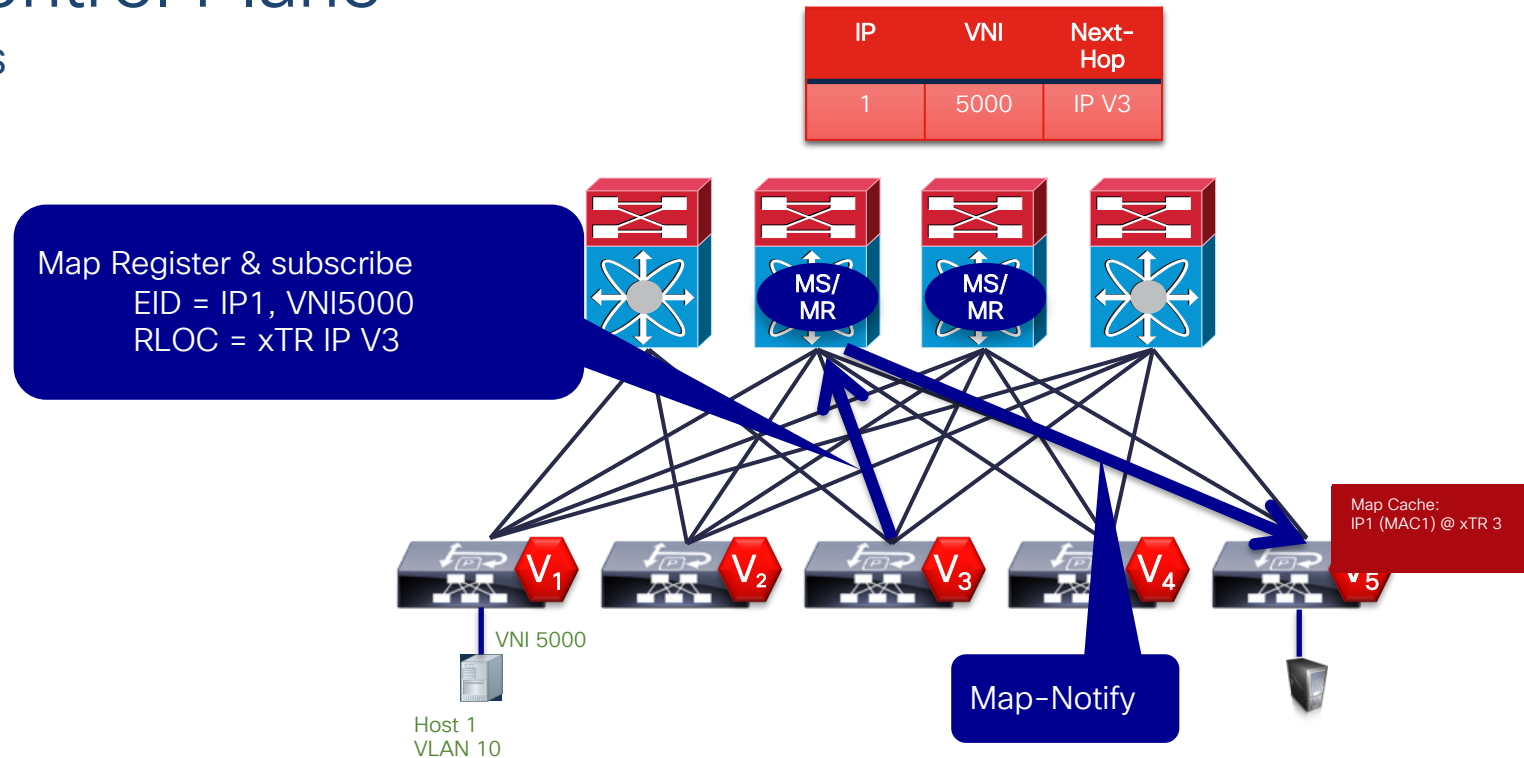 s
IP VNI Next-
Hop
1 5000 IP V3
Map Register & subscribe
EID = IP1, VNI5000
RLOC = xTR IP V3
MS/
MR
MS/
MR
Map Cache:
IP1 (MAC1) @ xTR 3
V1
V2
V3
V4
V5
VNI 5000
Host 1
VLAN 10
Map-Notify